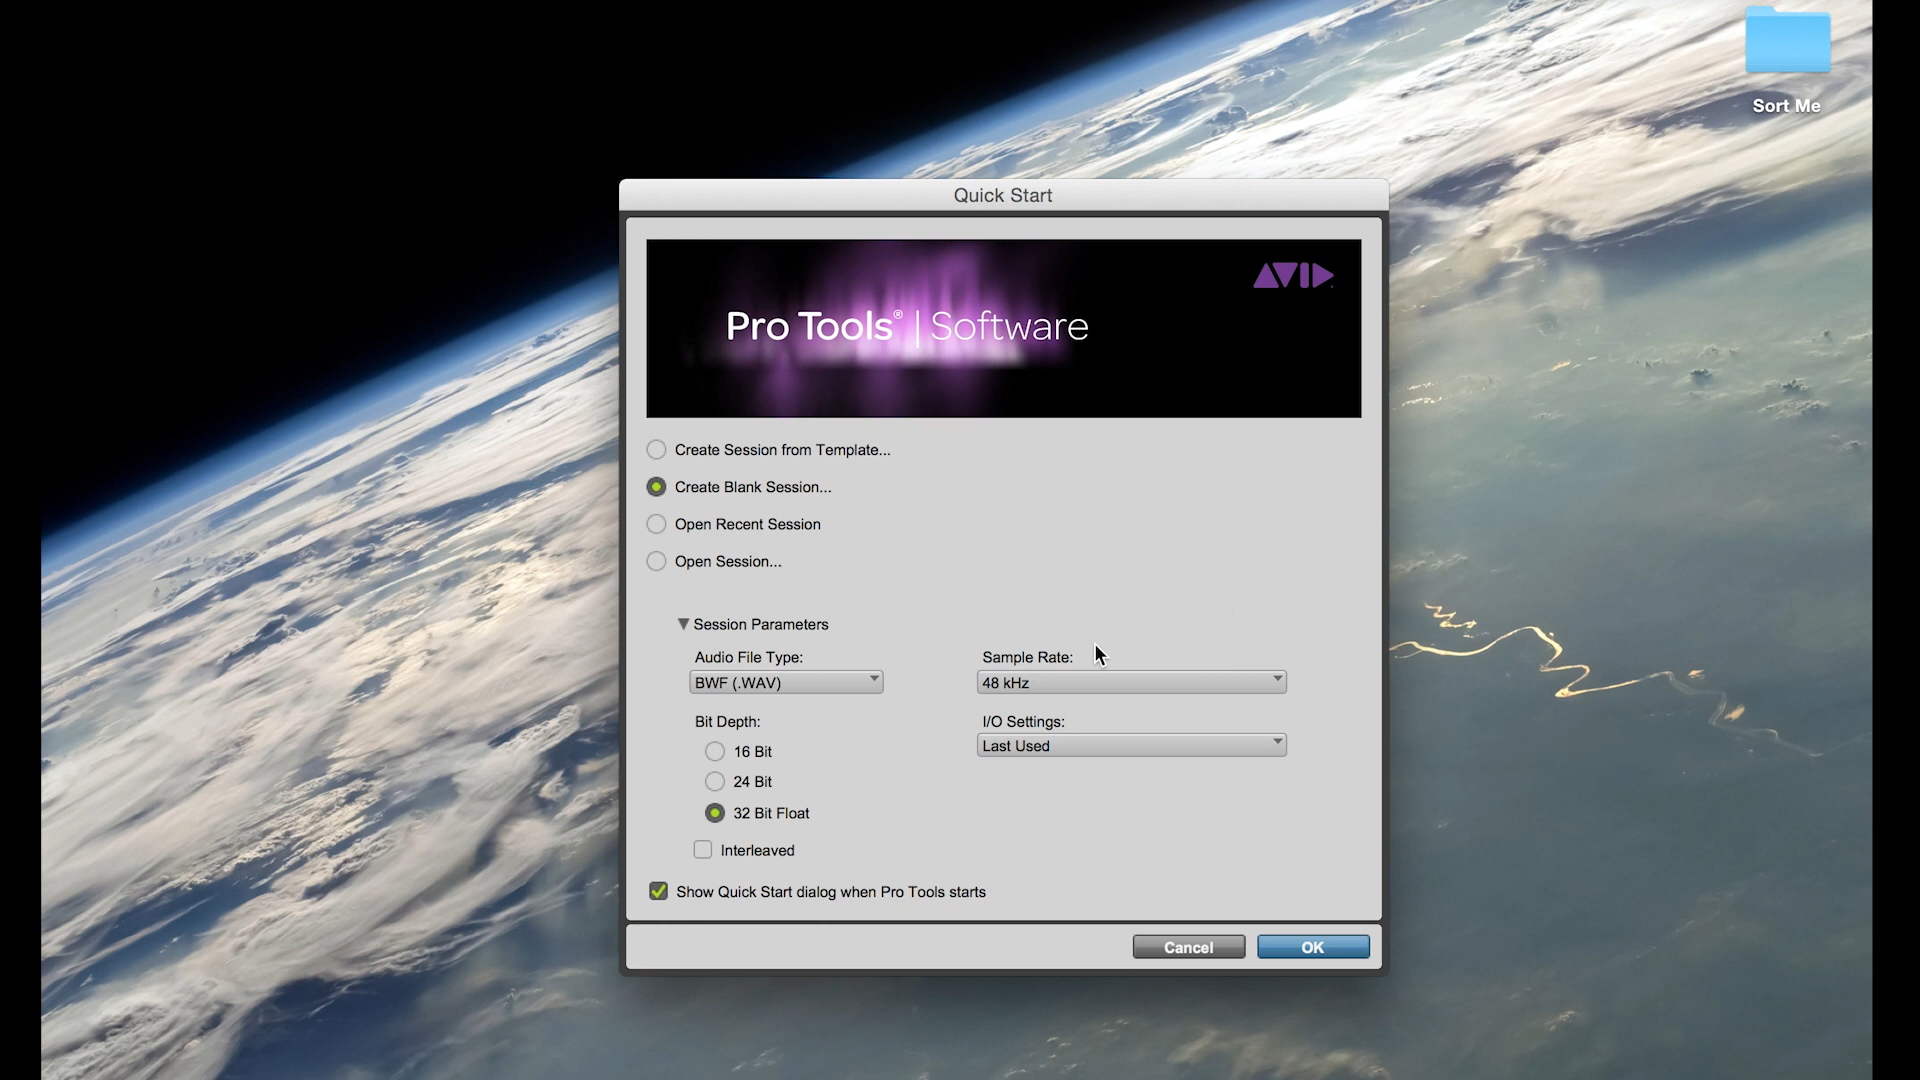 Sort Me
Quick Start
AVID
Pro Tools® | Software
Create Session from Template...
Create Blank Session...
Open Recent Session
Open Session...
Session Parameters
Audio File Type:
BWF (.WAV)
Sample Rate:
48 kHz
Bit Depth:
16 Bit
24 Bit
32 Bit Float
I/O Settings:
Last Used
Interleaved
Show Quick Start dialog when Pro Tools starts
Cancel
OK